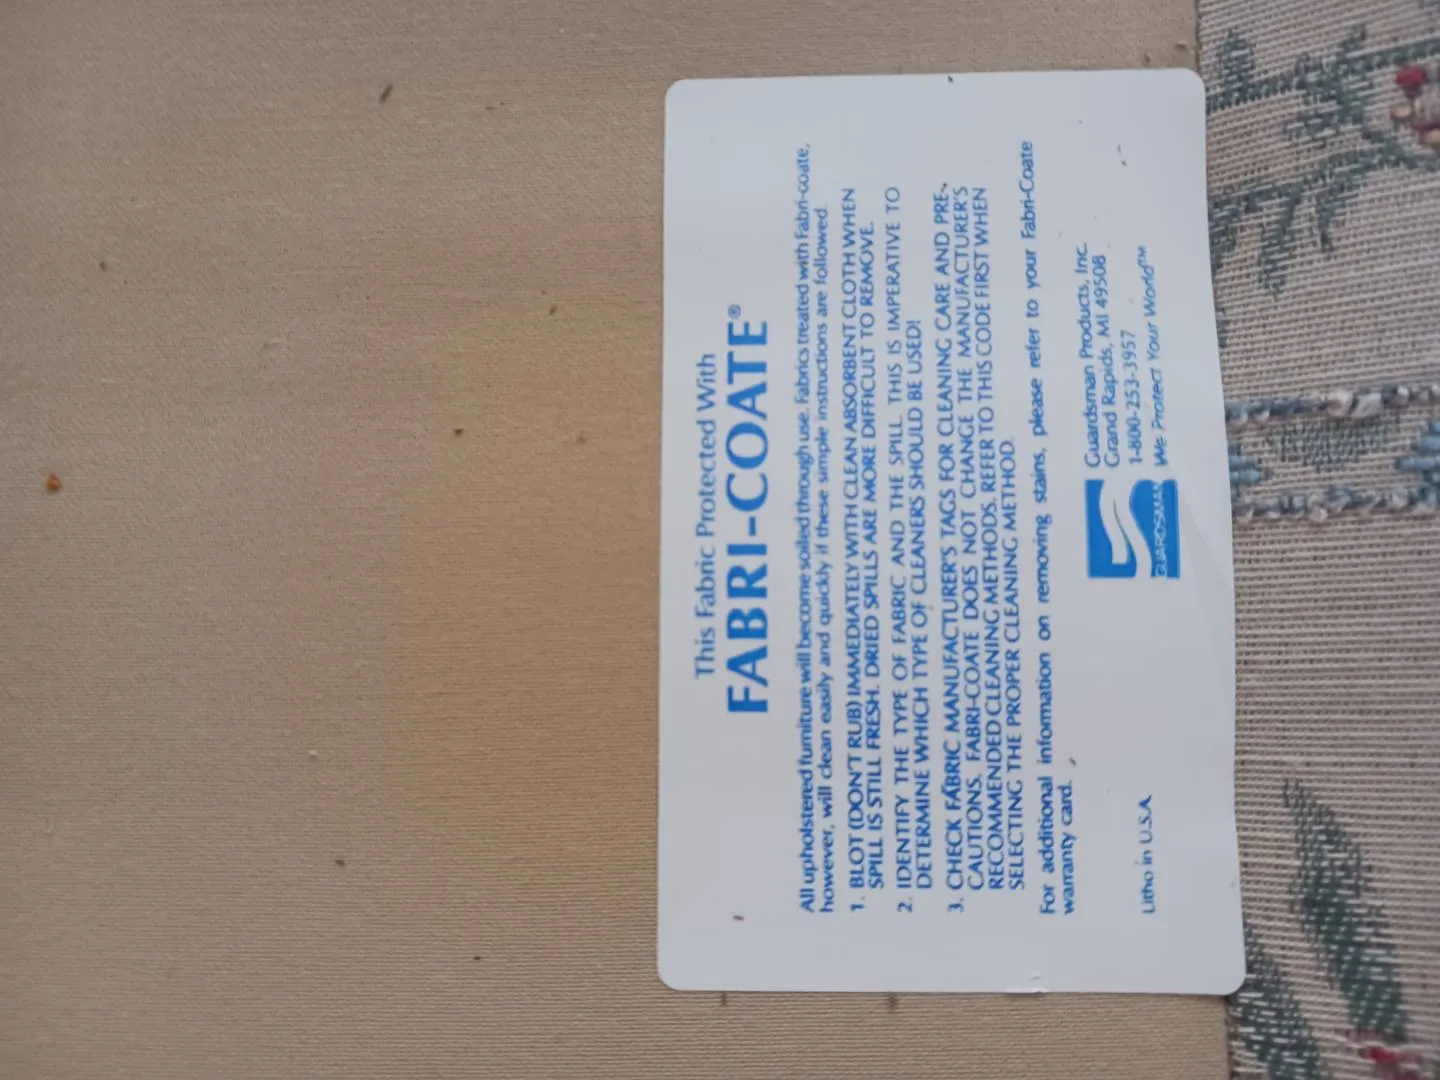 This Fabric Protected With
FABRI-COATE®
All upholstered furniture will become soiled through use. Fabrics treated with Fabri-coate,
however, will clean easily and quickly if these simple instructions are followed.
1. BLOT (DON'T RUB) IMMEDIATELY WITH CLEAN ABSORBENT CLOTH WHEN
SPILL IS STILL FRESH. DRIED SPILLS ARE MORE DIFFICULT TO REMOVE.
2. IDENTIFY THE TYPE OF FABRIC AND THE SPILL. THIS IS IMPERATIVE TO
DETERMINE WHICH TYPE OF CLEANERS SHOULD BE USED!
3. CHECK FABRIC MANUFACTURER'S TAGS FOR CLEANING CARE AND PRE-
CAUTIONS. FABRI-COATE DOES NOT CHANGE THE MANUFACTURER'S
RECOMMENDED CLEANING METHODS. REFER TO THIS CODE FIRST WHEN
SELECTING THE PROPER CLEANING METHOD.
For additional information on removing stains, please refer to your Fabri-Coate
warranty card.
GUARDSMAN
Guardsman Products, Inc.
Grand Rapids, MI 49508
1-800-253-3957
We Protect Your World™
Litho in U.S.A.